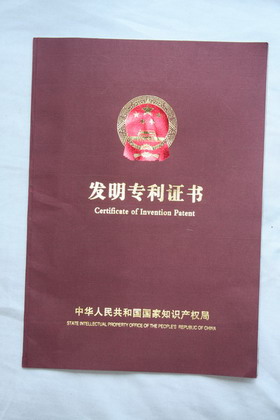 发明专利证书
Certificate of Invention Patent
中华人民共和国国家知识产权局
STATE INTELLECTUAL PROPERTY OFFICE OF THE PEOPLE'S REPUBLIC OF CHINA